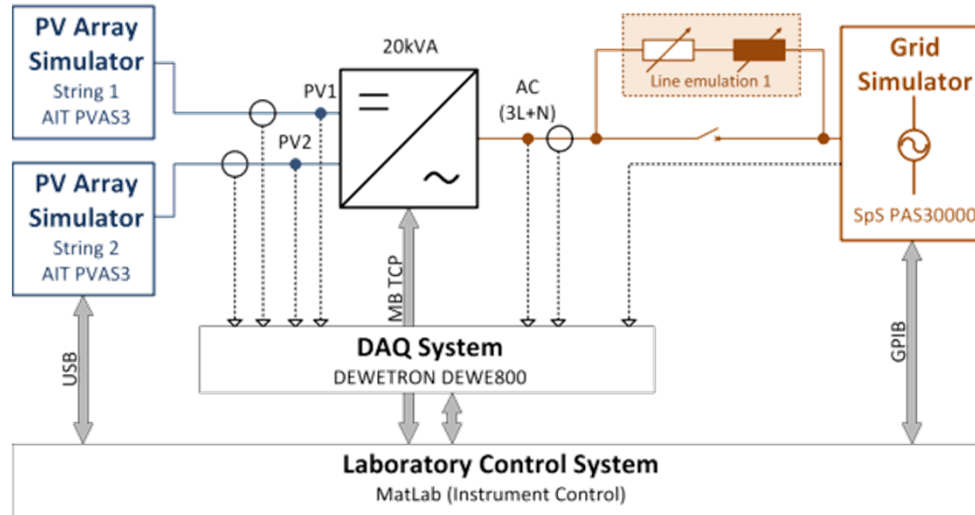 PV Array
Simulator
String 1
AIT PVAS3
PV Array
Simulator
String 2
AIT PVAS3
PV1
PV2
20kVA
AC
(3L+N)
Line emulation 1
Grid
Simulator
SpS PAS30000
USB
MB TCP
GPIB
DAQ System
DEWETRON DEWE800
Laboratory Control System
MatLab (Instrument Control)